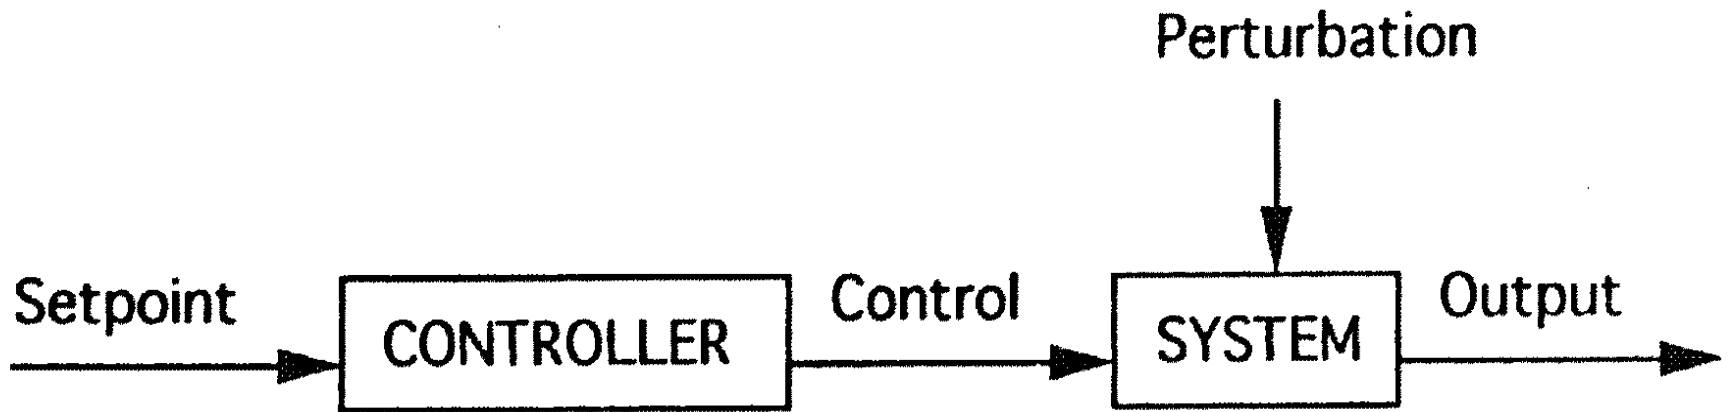 Perturbation
Setpoint
CONTROLLER
Control
SYSTEM
Output